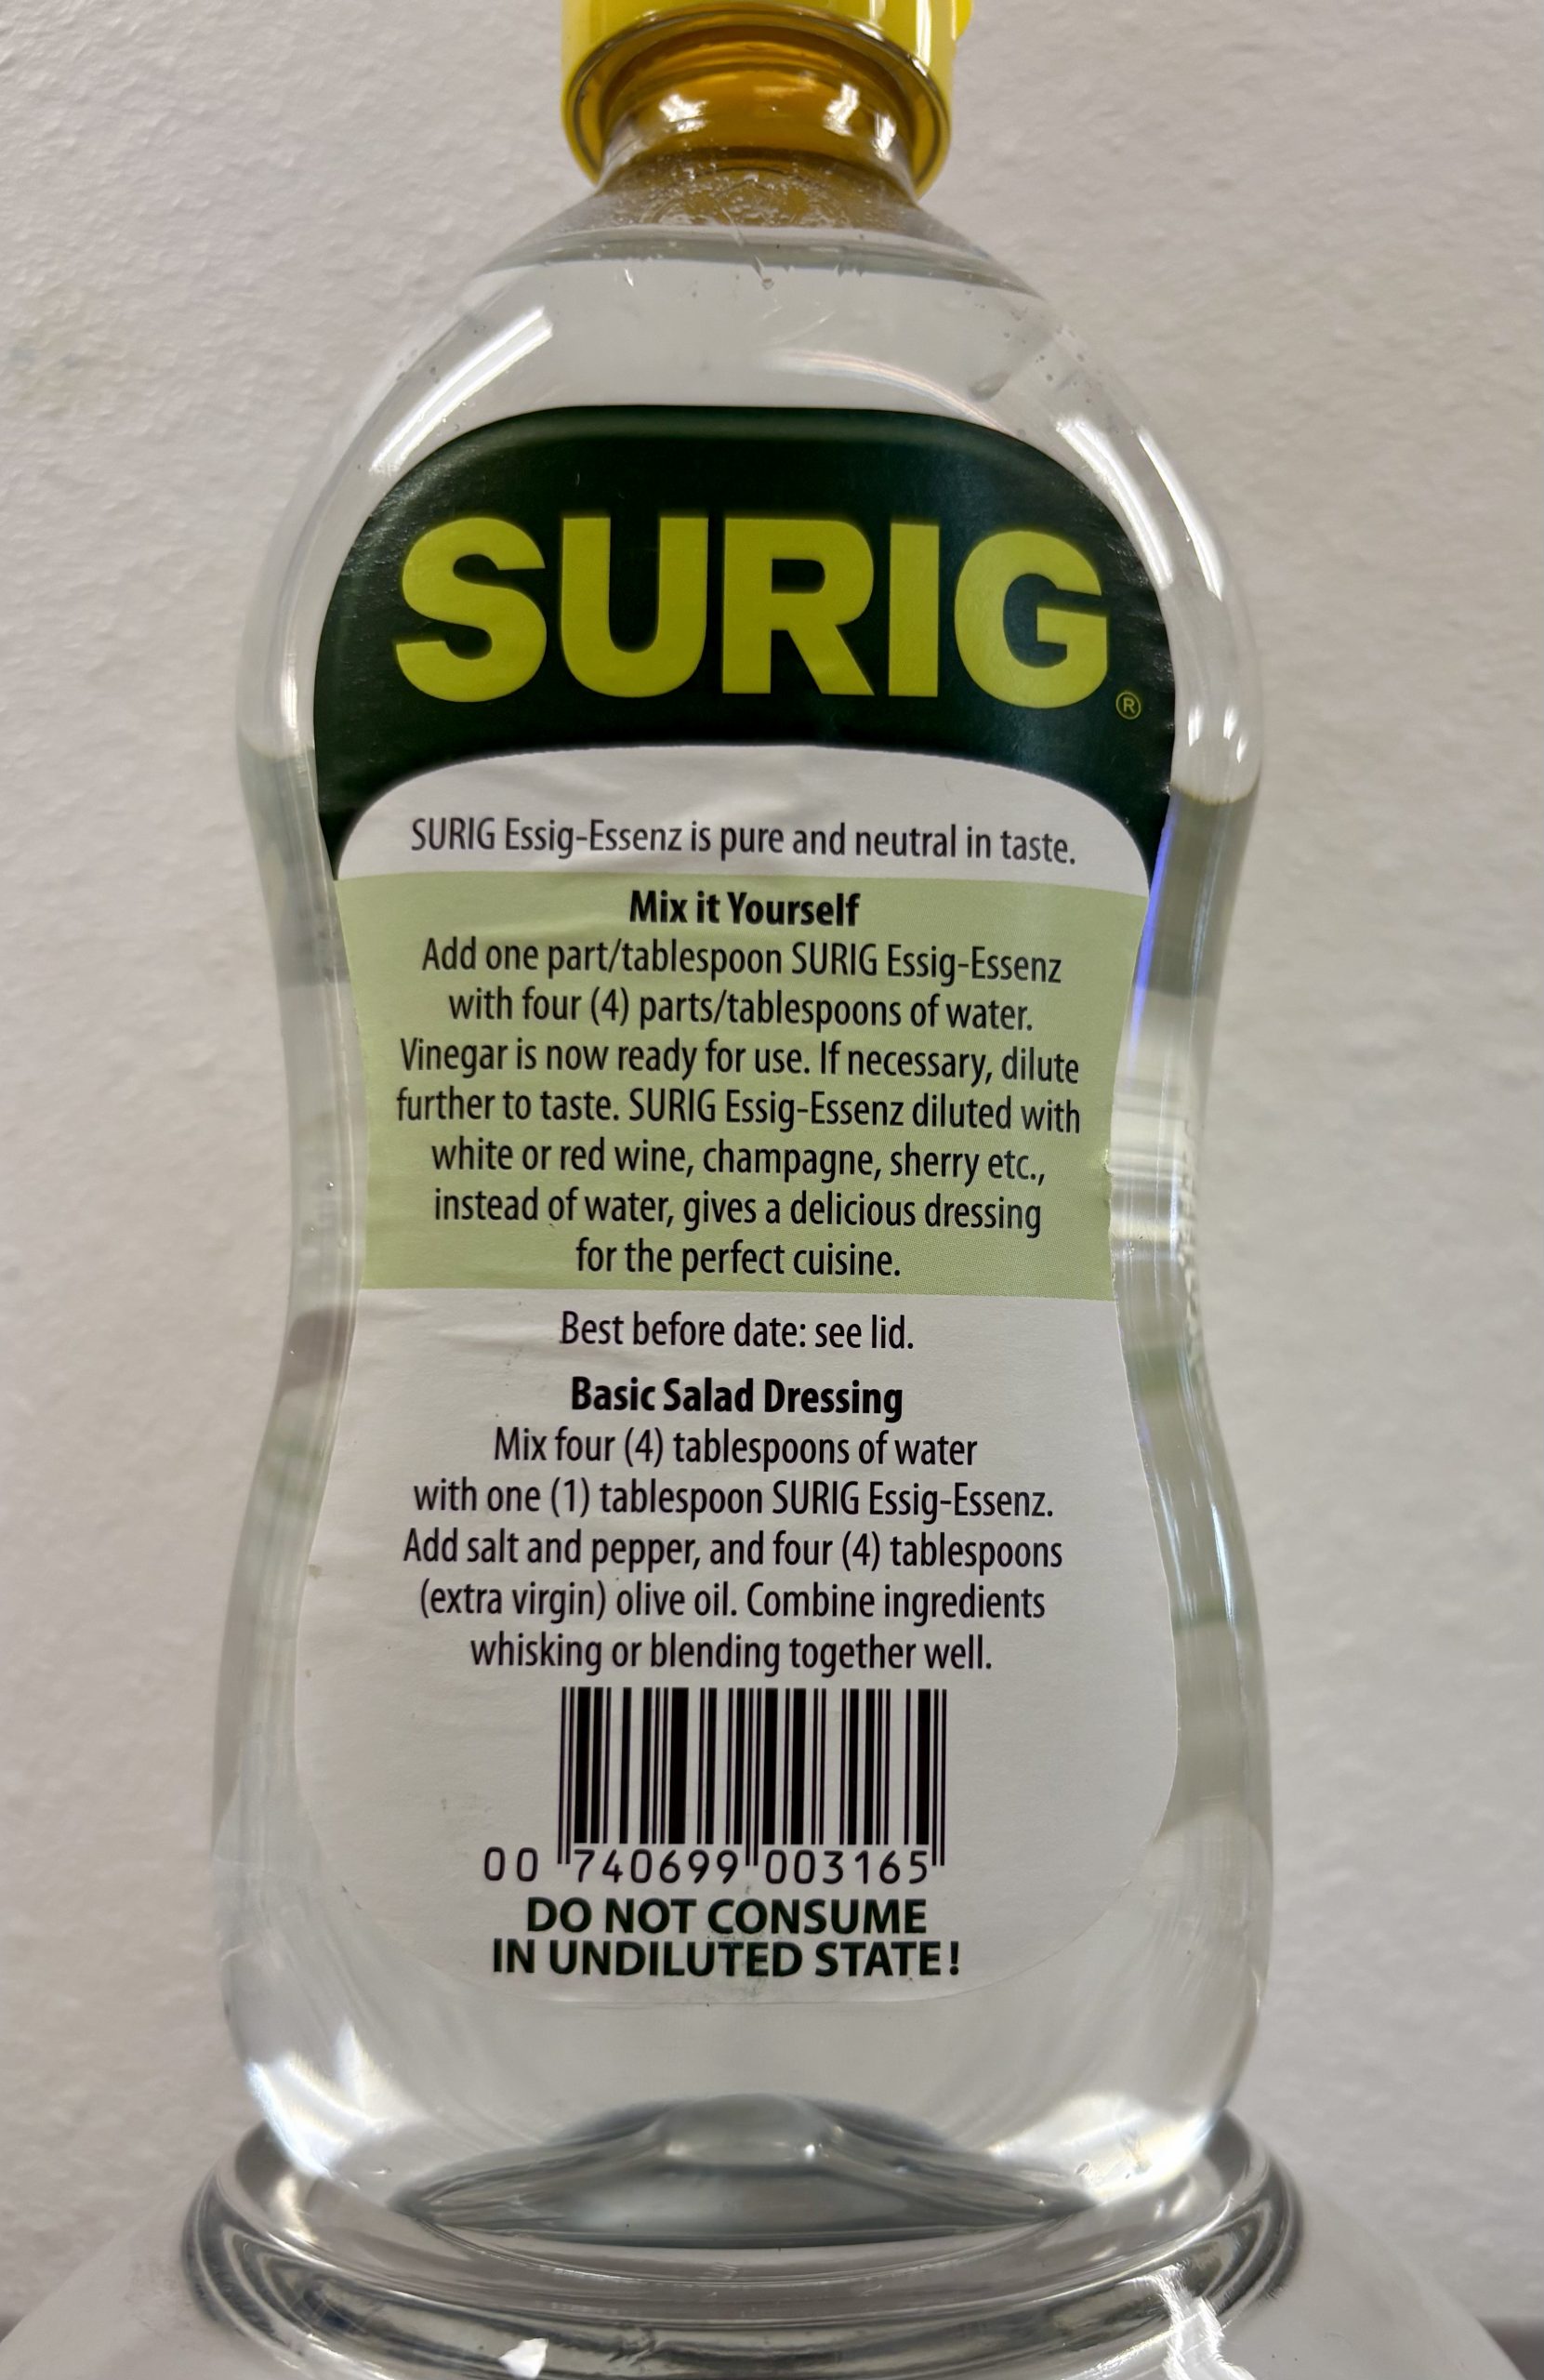 SURIG®
SURIG Essig-Essenz is pure and neutral in taste.
Mix it Yourself
Add one part/tablespoon SURIG Essig-Essenz
with four (4) parts/tablespoons of water.
Vinegar is now ready for use. If necessary, dilute
further to taste. SURIG Essig-Essenz diluted with
white or red wine, champagne, sherry etc.,
instead of water, gives a delicious dressing
for the perfect cuisine.
Best before date: see lid.
Basic Salad Dressing
Mix four (4) tablespoons of water
with one (1) tablespoon SURIG Essig-Essenz.
Add salt and pepper, and four (4) tablespoons
(extra virgin) olive oil. Combine ingredients
whisking or blending together well.
00 740699 003165
DO NOT CONSUME
IN UNDILUTED STATE!